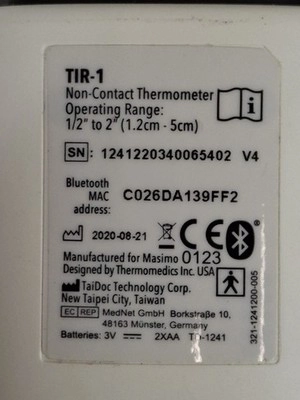 TIR-1
Non-Contact Thermometer
Operating Range:
1/2" to 2" (1.2cm - 5cm)
SN: 1241220340065402 V4
Bluetooth
MAC C026DA139FF2
address:
2020-08-21 CE
Manufactured for Masimo 0123
Designed by Thermomedics Inc. USA
TaiDoc Technology Corp.
New Taipei City, Taiwan
EC REP MedNet GmbH Borkstraße 10,
48163 Münster, Germany
Batteries: 3V 2XAA TD-1241
321-1241200-005